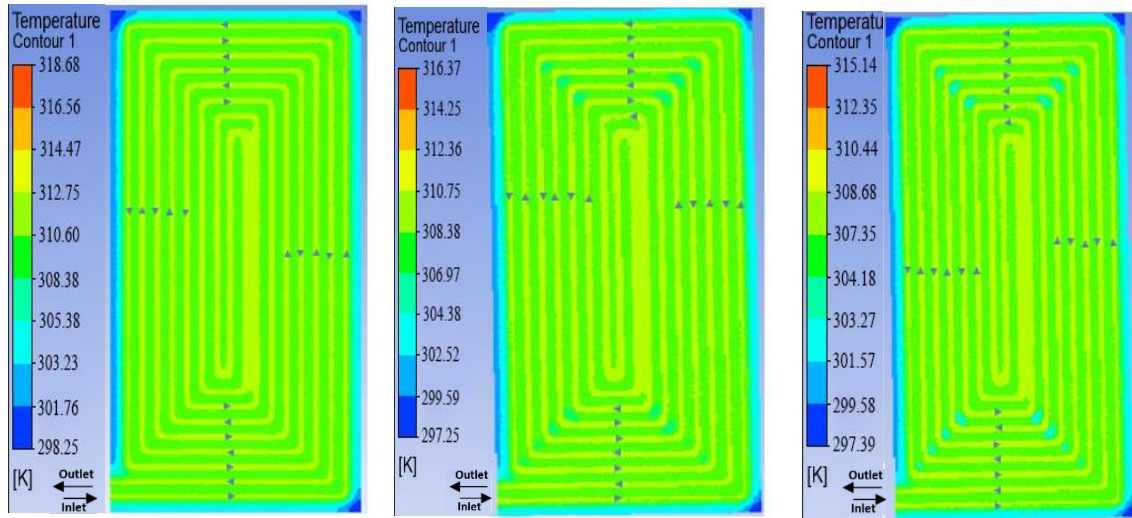 Temperature
Contour 1
318.68
316.56
314.47
312.75
310.60
308.38
305.38
303.23
301.76
298.25
[K]
Outlet
Inlet
Temperature
Contour 1
316.37
314.25
312.36
310.75
308.38
306.97
304.38
302.52
299.59
297.25
[K]
Outlet
Inlet
Temperatu
Contour 1
315.14
312.35
310.44
308.68
307.35
304.18
303.27
301.57
299.58
297.39
[K]
Outlet
Inlet